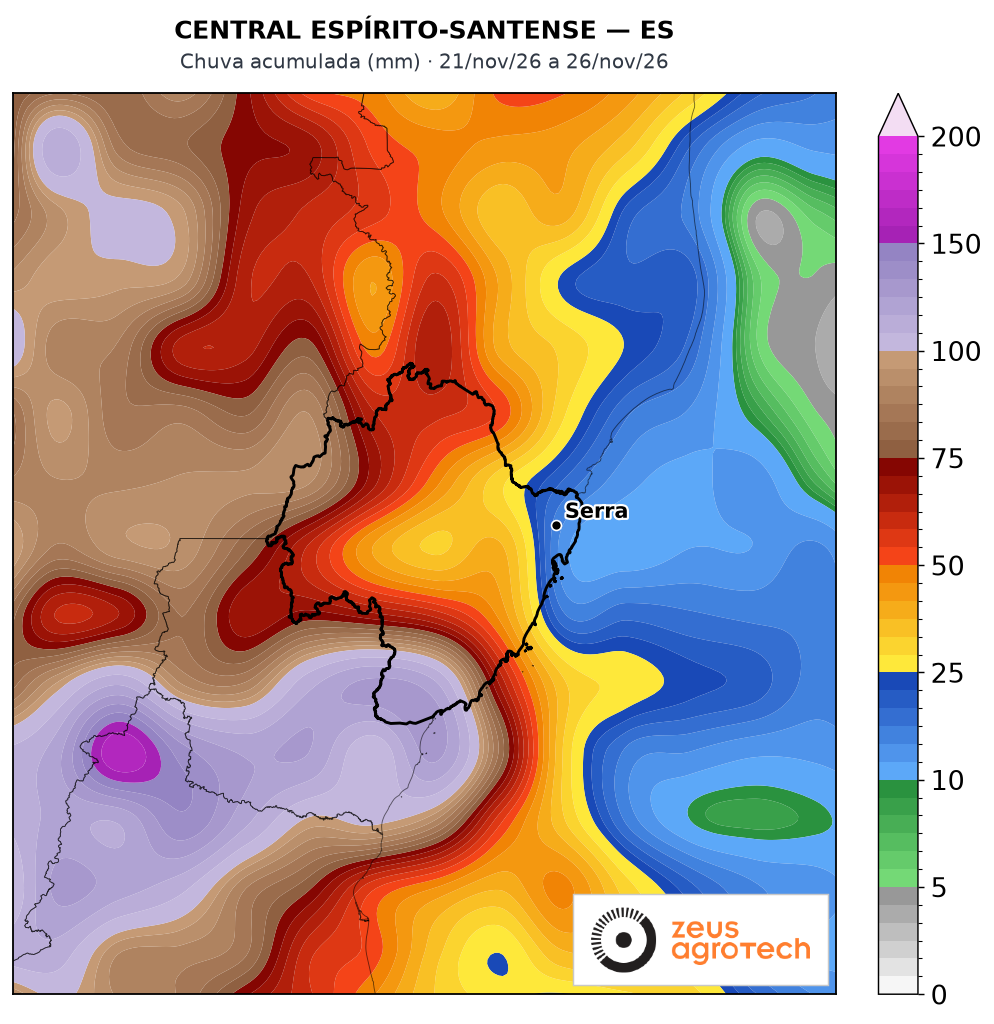 CENTRAL ESPÍRITO-SANTENSE — ES
Chuva acumulada (mm) · 21/nov/26 a 26/nov/26
200
150
100
75
50
25
10
5
0
Serra
zeus
agrotech